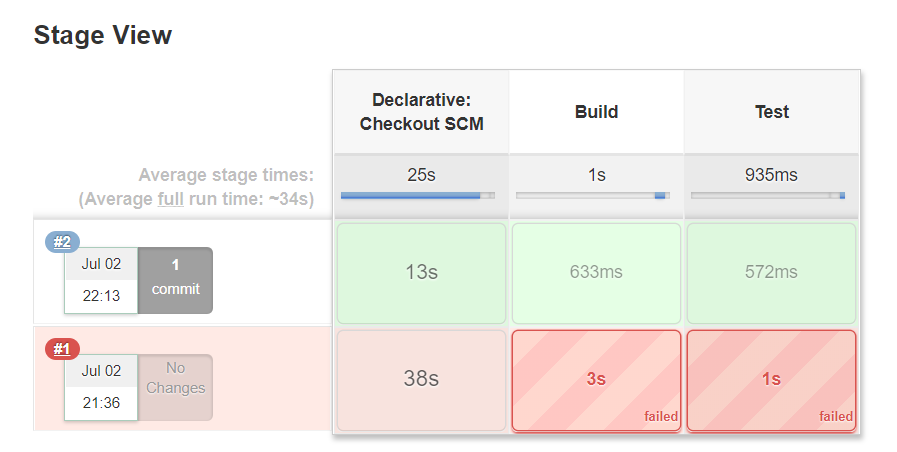 Stage View
Declarative:
Checkout SCM
Build
Test
Average stage times:
(Average full run time: ~34s)
25s
1s
935ms
#2
Jul 02
22:13
1
commit
13s
633ms
572ms
#1
Jul 02
21:36
No
Changes
38s
3s
failed
1s
failed